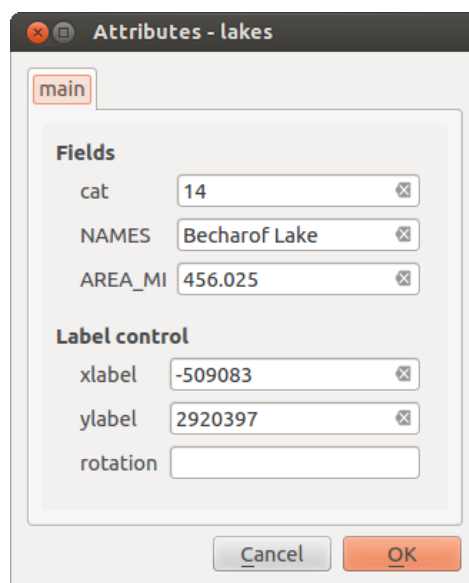 Attributes - lakes
main
Fields
cat 14
NAMES Becharof Lake
AREA_MI 456.025
Label control
xlabel -509083
ylabel 2920397
rotation
Cancel OK